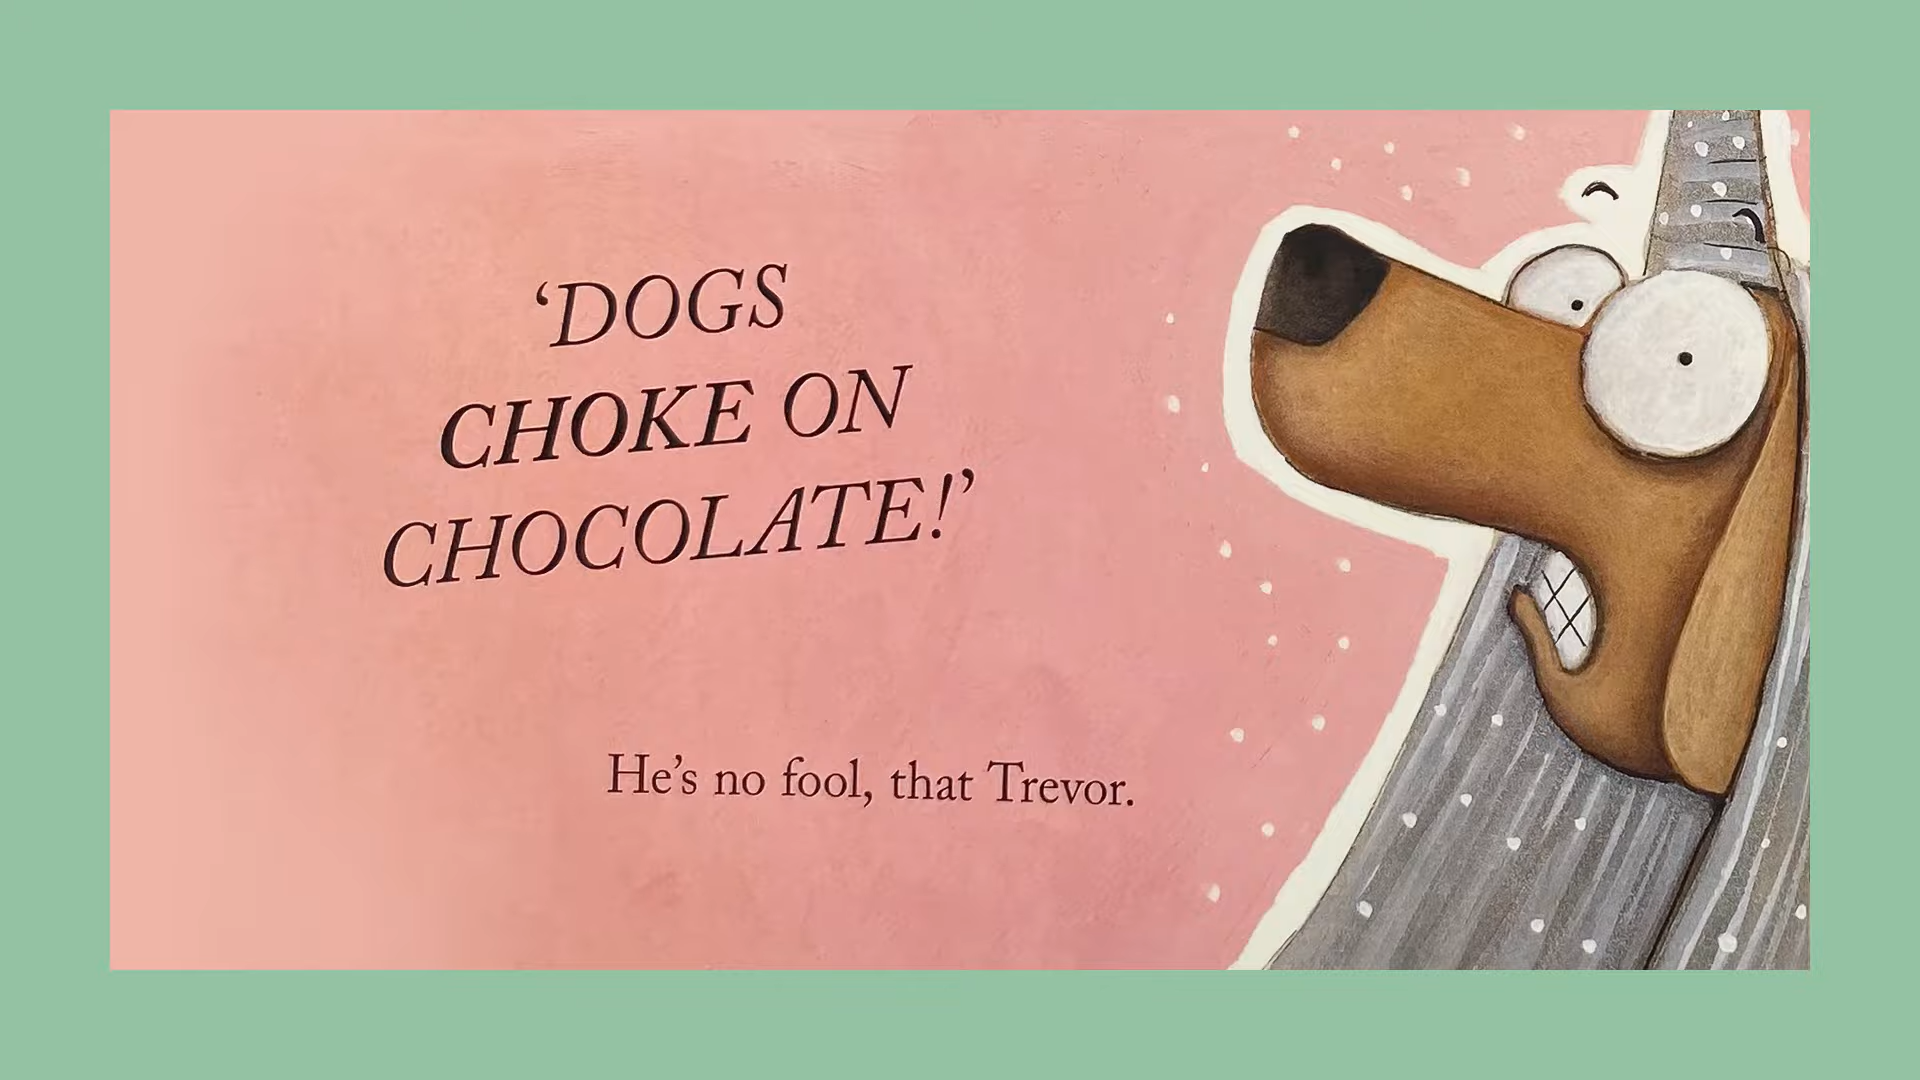 ‘DOGS
CHOKE ON
CHOCOLATE!’
He’s no fool, that Trevor.